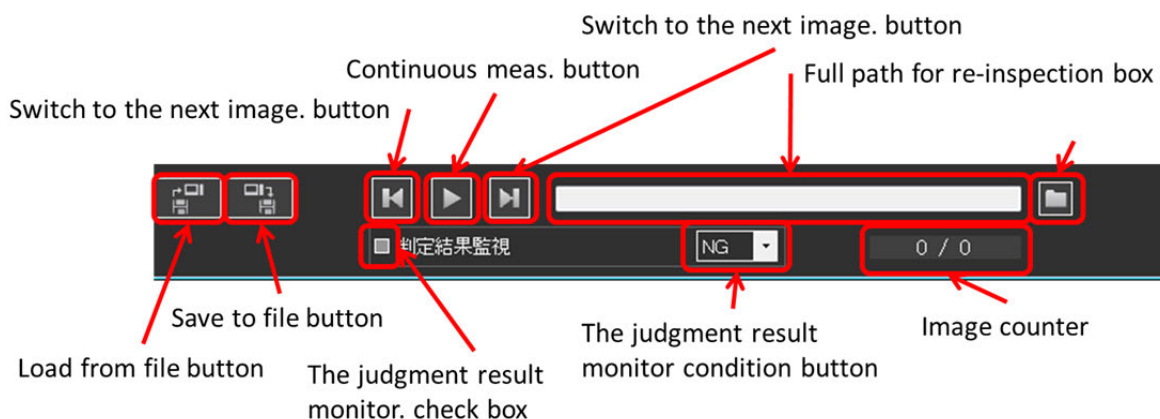 Switch to the next image. button
Continuous meas. button
Full path for re-inspection box
Switch to the next image. button
判定結果監視
NG
0 / 0
Save to file button
The judgment result
monitor condition button
Image counter
Load from file button
The judgment result
monitor. check box